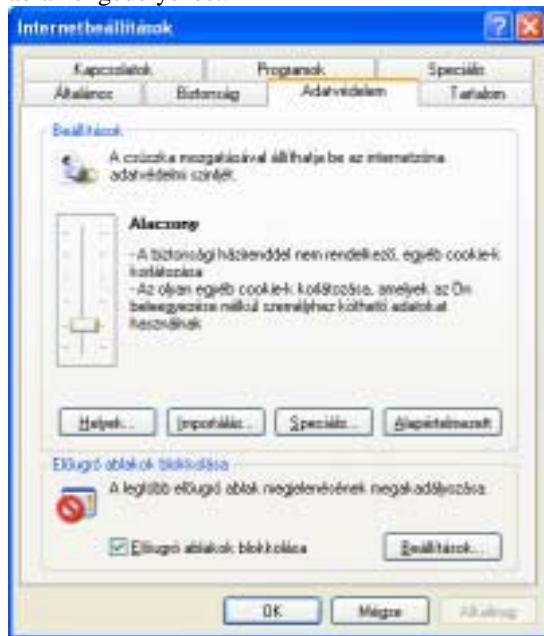 Internetbeállítások
Kapcsolatok Programok Speciális
Általános Biztonság Adatvédelem Tartalom
Beállítások
A csúszka mozgatásával állíthatja be az internetzóna
adatvédelmi szintjét.
Alacsony
-A biztonsági házirenddel nem rendelkező, egyéb cookie-k
korlátozása
-Az olyan egyéb cookie-k korlátozása, amelyek az Ön
beleegyezése nélkül személyhez köthető adatokat
használnak
Helyek... Importálás... Speciális... Alapértelmezett
Előugró ablakok blokkolása
A legtöbb előugró ablak megjelenésének megakadályozása.
Előugró ablakok blokkolása Beállítások...
OK Mégse Alkalmaz